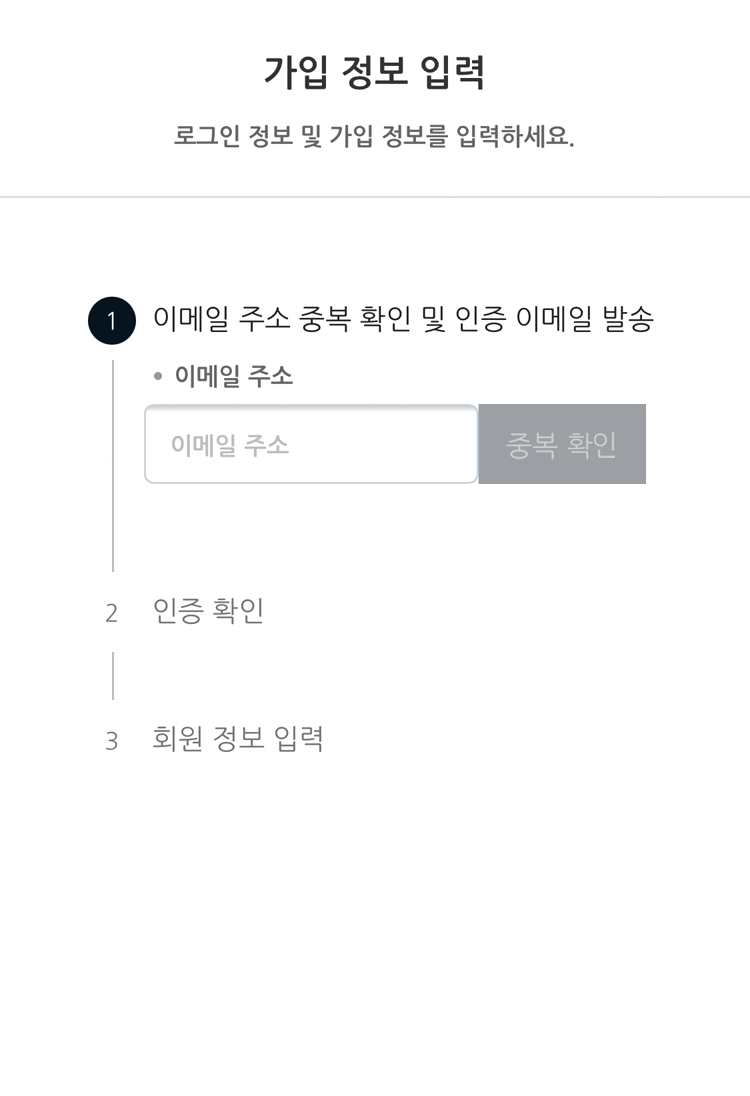 가입 정보 입력
로그인 정보 및 가입 정보를 입력하세요.
1 이메일 주소 중복 확인 및 인증 이메일 발송
• 이메일 주소
이메일 주소 중복 확인
2 인증 확인
3 회원 정보 입력